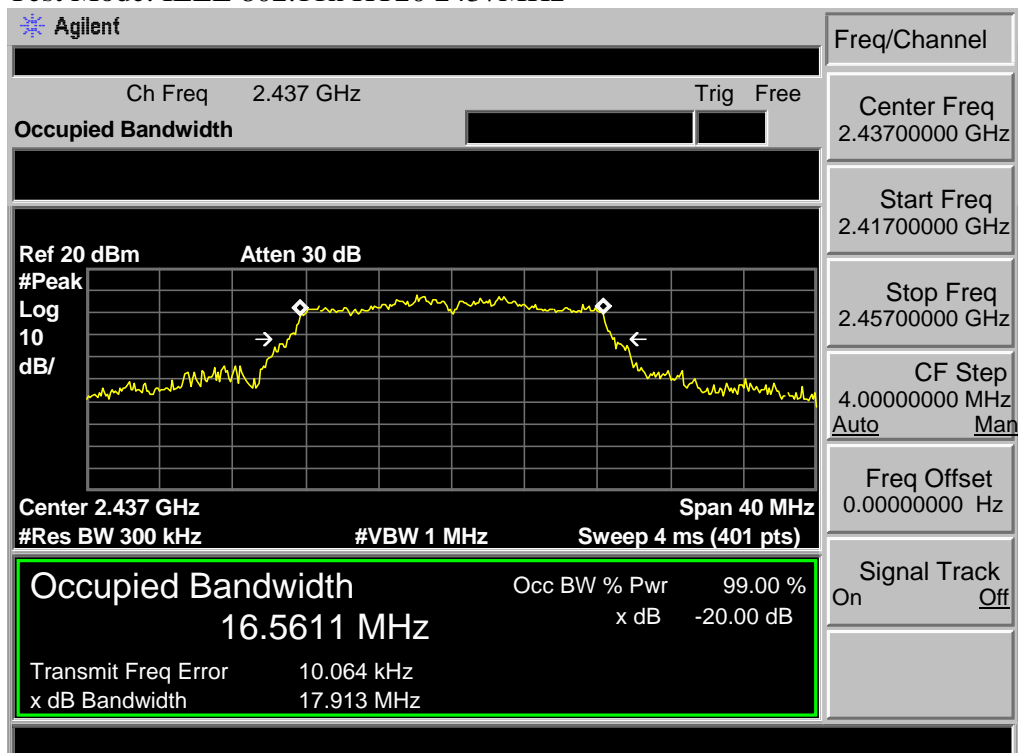 Agilent
Freq/Channel
Ch Freq 2.437 GHz Trig Free
Occupied Bandwidth
Center Freq
2.43700000 GHz
Start Freq
2.41700000 GHz
Stop Freq
2.45700000 GHz
CF Step
4.00000000 MHz
Auto Man
Freq Offset
0.00000000 Hz
Signal Track
On Off
Ref 20 dBm Atten 30 dB
#Peak
Log
10
dB/
Center 2.437 GHz Span 40 MHz
#Res BW 300 kHz #VBW 1 MHz Sweep 4 ms (401 pts)
Occupied Bandwidth
16.5611 MHz
Occ BW % Pwr 99.00 %
x dB -20.00 dB
Transmit Freq Error 10.064 kHz
x dB Bandwidth 17.913 MHz